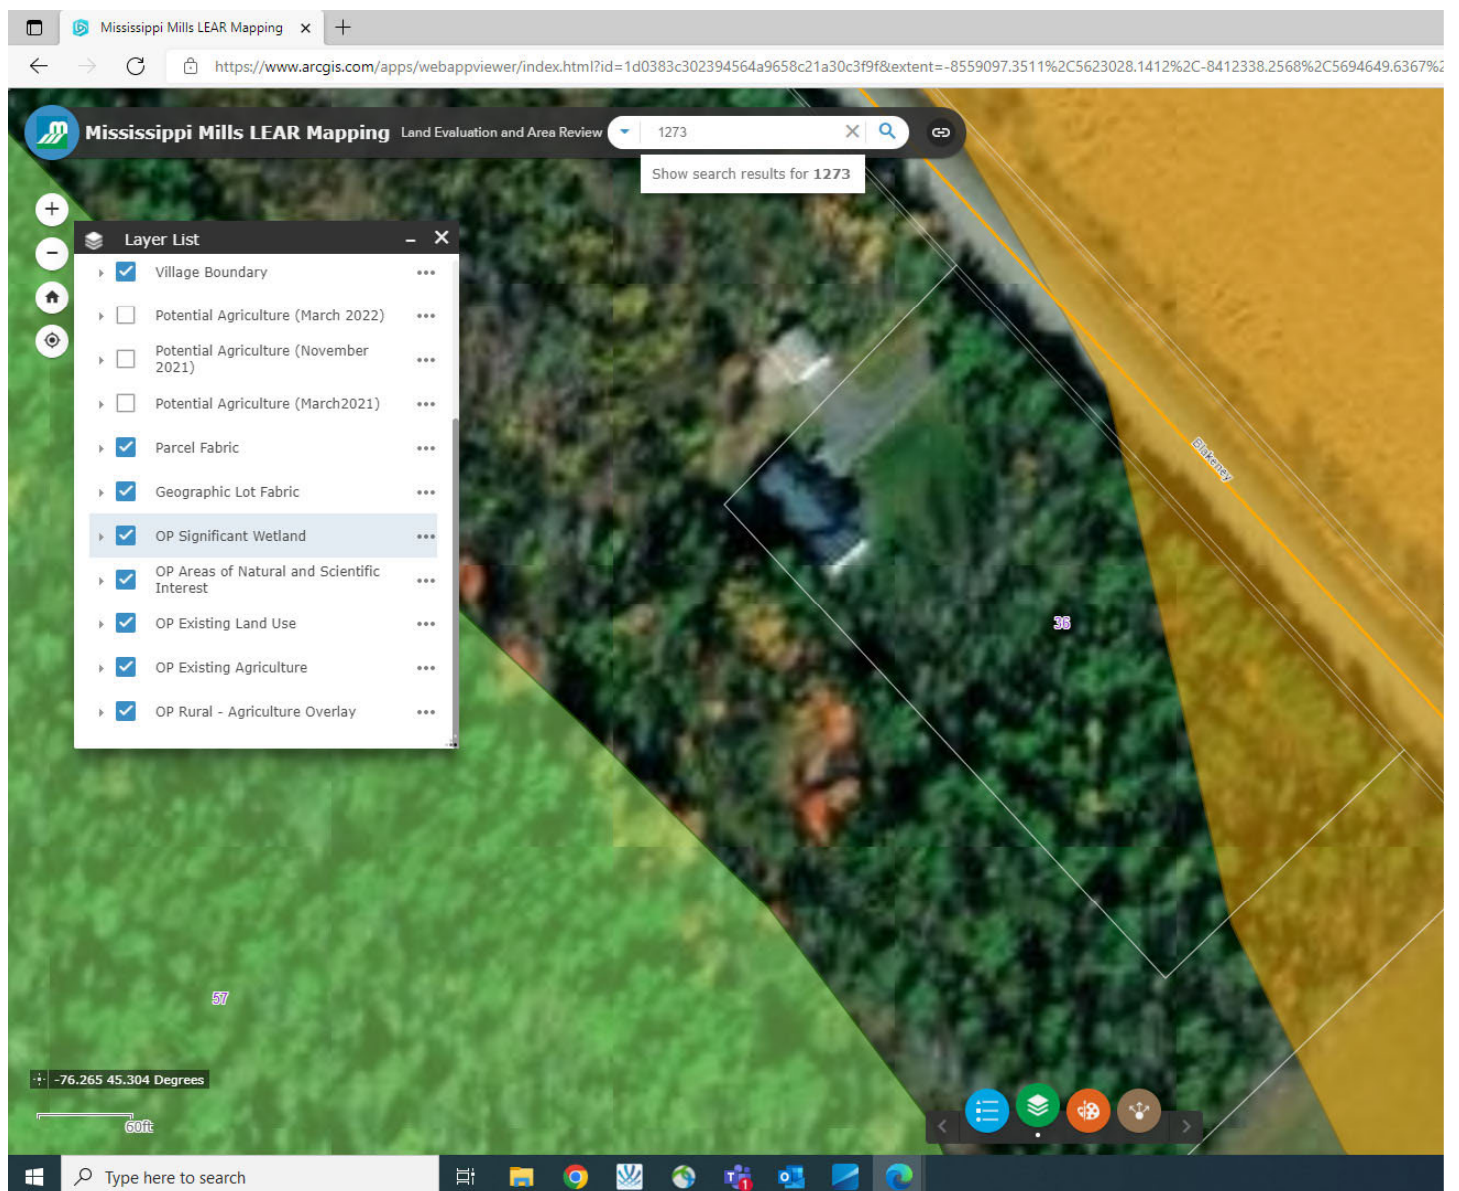 Mississippi Mills LEAR Mapping
https://www.arcgis.com/apps/webappviewer/index.html?id=1d0383c302394564a9658c21a30c3f9f&extent=-8559097.3511%2C5623028.1412%2C-8412338.2568%2C5694649.6367%2
Mississippi Mills LEAR Mapping Land Evaluation and Area Review 1273
Show search results for 1273
Layer List
Village Boundary
Potential Agriculture (March 2022)
Potential Agriculture (November
2021)
Potential Agriculture (March2021)
Parcel Fabric
Geographic Lot Fabric
OP Significant Wetland
OP Areas of Natural and Scientific
Interest
OP Existing Land Use
OP Existing Agriculture
OP Rural - Agriculture Overlay
Blakeney
36
57
-76.265 45.304 Degrees
60ft
Type here to search
1